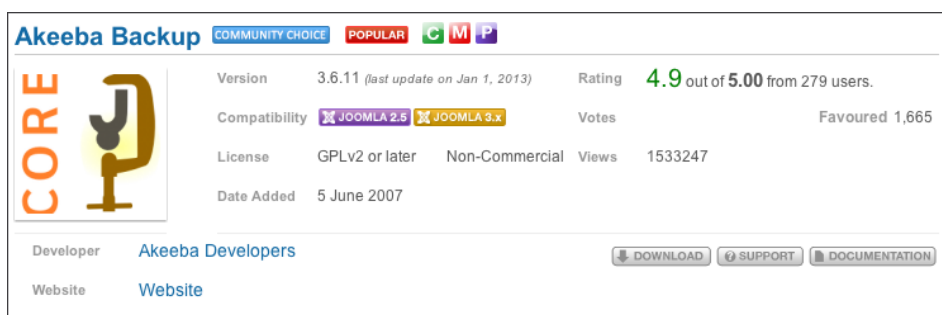 Akeeba Backup COMMUNITY CHOICE POPULAR C M P
CORE
Version 3.6.11 (last update on Jan 1, 2013) Rating 4.9 out of 5.00 from 279 users.
Compatibility JOOMLA 2.5 JOOMLA 3.x Votes Favoured 1,665
License GPLv2 or later Non-Commercial Views 1533247
Date Added 5 June 2007
Developer Akeeba Developers DOWNLOAD SUPPORT DOCUMENTATION
Website Website